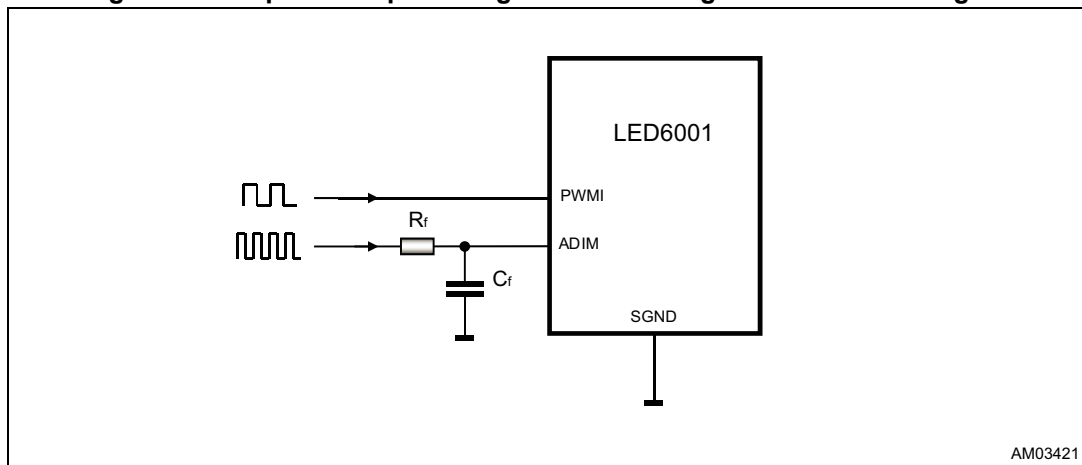 LED6001
PWMI
Rf
ADIM
Cf
SGND
AM03421